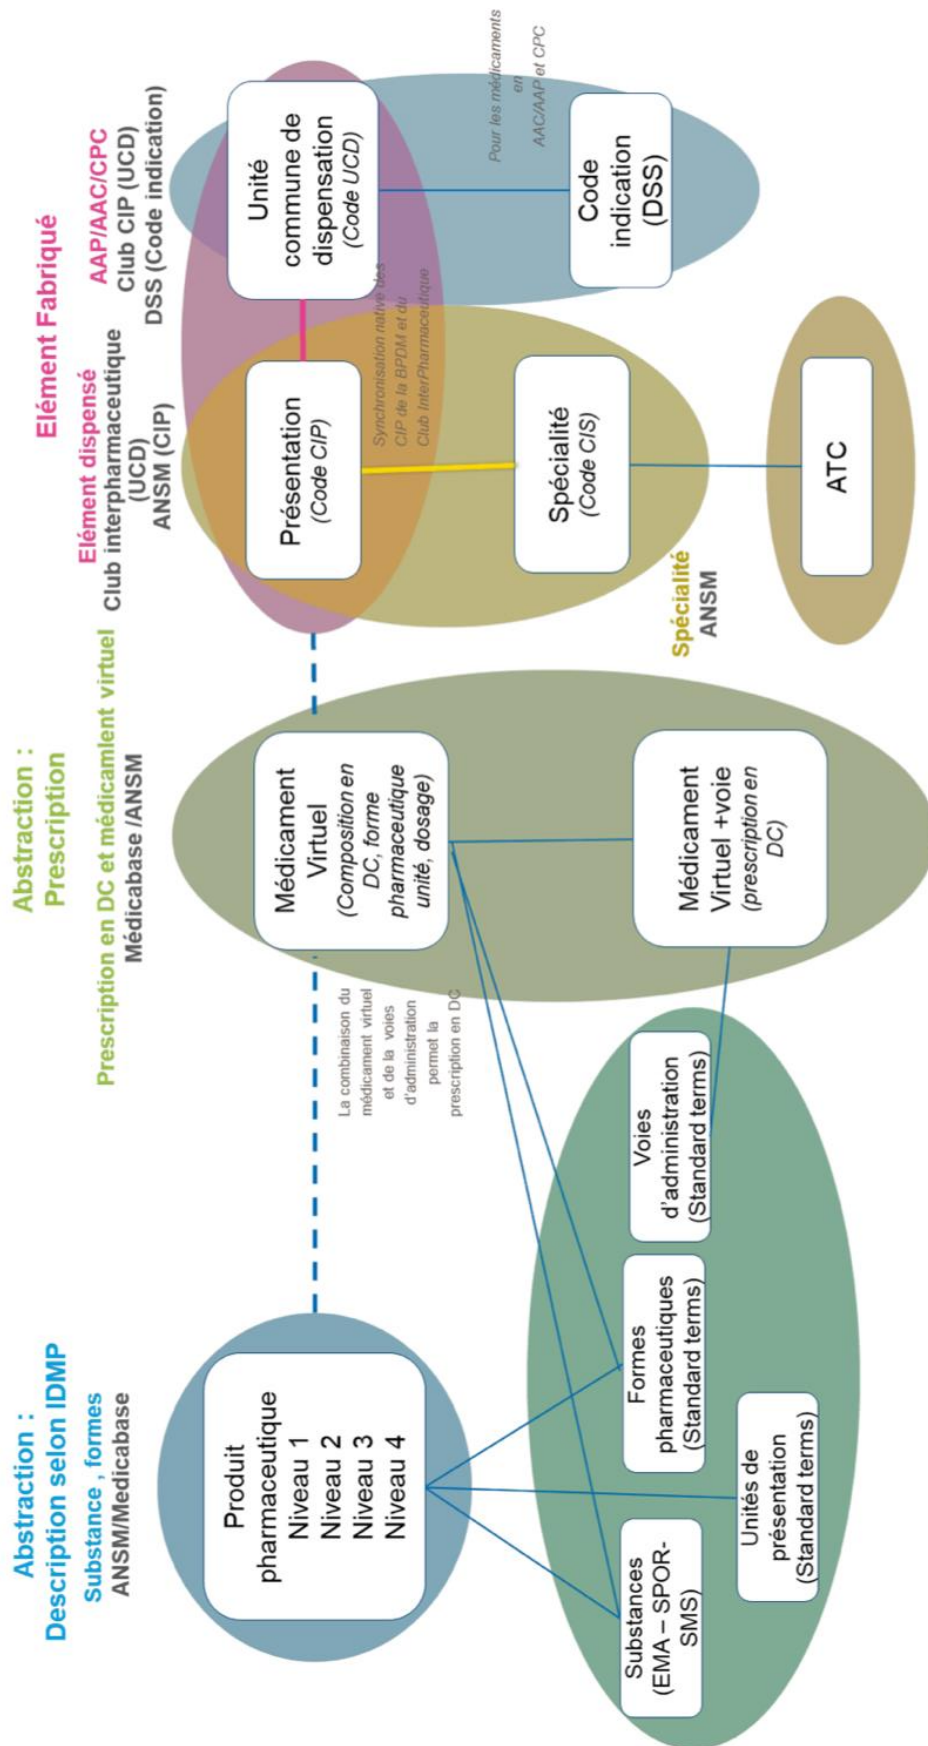 Abstraction :
Description selon IDMP
Substance , formes
ANSM/Medicabase
Produit
pharmaceutique
Niveau 1
Niveau 2
Niveau 3
Niveau 4
Substances
(EMA – SPOR-
SMS)
Formes
pharmaceutiques
(Standard terms)
Voies
d'administration
(Standard terms)
Unités de
présentation
(Standard terms)
Abstraction :
Prescription
Prescription en DC et médicamlent virtuel
Médicabase /ANSM
La combinaison du
médicament virtuel
et de la voies
d'administration
permet la
prescription en DC
Médicament
Virtuel
(Composition en
DC, forme
pharmaceutique
unité, dosage)
Médicament
Virtuel +voie
(prescription en
DC)
Elément Fabriqué
Elément dispensé
Club interpharmaceutique
(UCD)
ANSM (CIP)
AAP/AAC/CPC
Club CIP (UCD)
DSS (Code indication)
Présentation
(Code CIP)
Unité
commune de
dispensation
(Code UCD)
Synchronisation native des
CIP de la BPDM et du
Club InterPharmaceutique
Pour les médicaments
en
AAC/AAP et CPC
Spécialité
(Code CIS)
Code
indication
(DSS)
Spécialité
ANSM
ATC